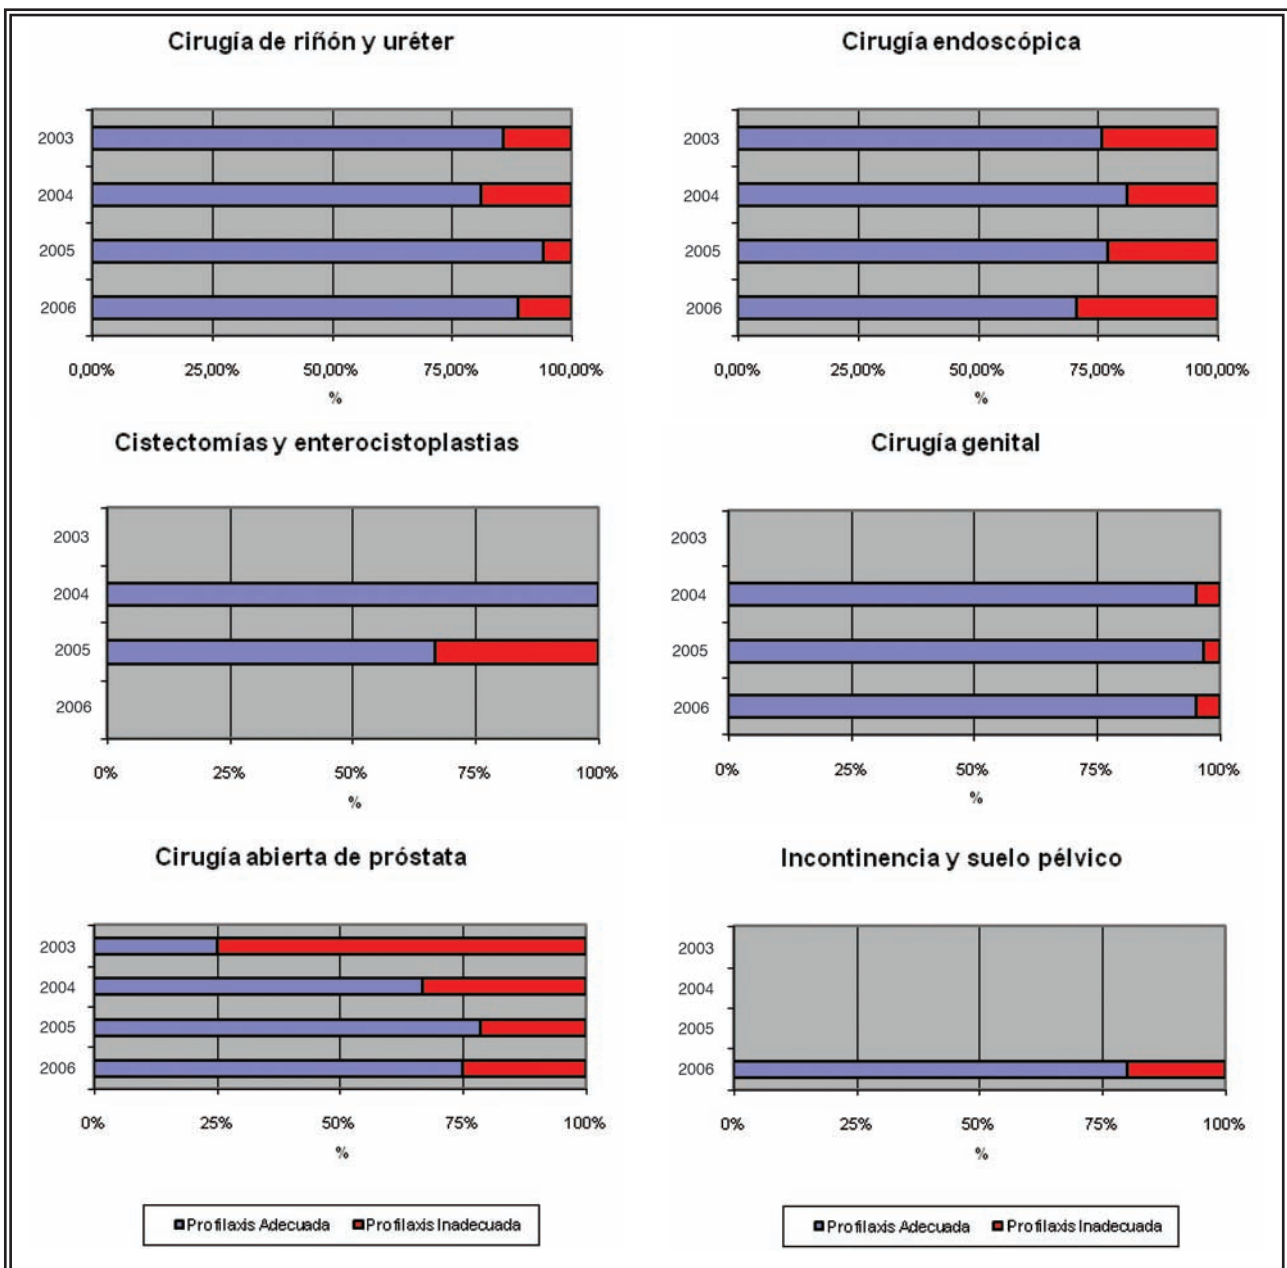 Cirugía de riñón y uréter
2003
2004
2005
2006
0,00% 25,00% 50,00% 75,00% 100,00%
%
Cirugía endoscópica
2003
2004
2005
2006
0,00% 25,00% 50,00% 75,00% 100,00%
%
Cistectomías y enterocistoplastias
2003
2004
2005
2006
0% 25% 50% 75% 100%
%
Cirugía genital
2003
2004
2005
2006
0% 25% 50% 75% 100%
%
Cirugía abierta de próstata
2003
2004
2005
2006
0% 25% 50% 75% 100%
%
Profilaxis Adecuada Profilaxis Inadecuada
Incontinencia y suelo pélvico
2003
2004
2005
2006
0% 25% 50% 75% 100%
%
Profilaxis Adecuada Profilaxis Inadecuada